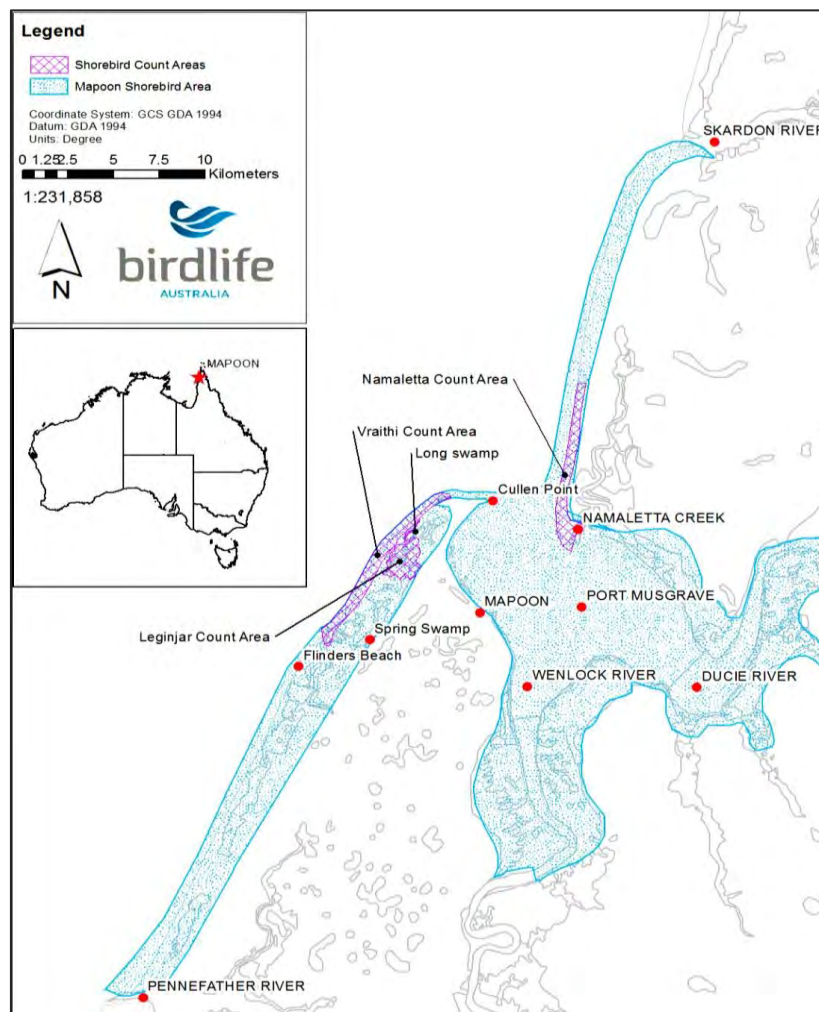 Legend
Shorebird Count Areas
Mapoon Shorebird Area
Coordinate System: GCS GDA 1994
Datum: GDA 1994
Units: Degree
0 1.25 2.5 5 7.5 10
Kilometers
1:231,858
N
birdlife
AUSTRALIA
MAPOON
SKARDON RIVER
Namaletta Count Area
Vraithi Count Area
Long swamp
Cullen Point
NAMALETTA CREEK
MAPOON
PORT MUSGRAVE
Leginjar Count Area
Spring Swamp
Flinders Beach
WENLOCK RIVER
DUCIE RIVER
PENNEFATHER RIVER